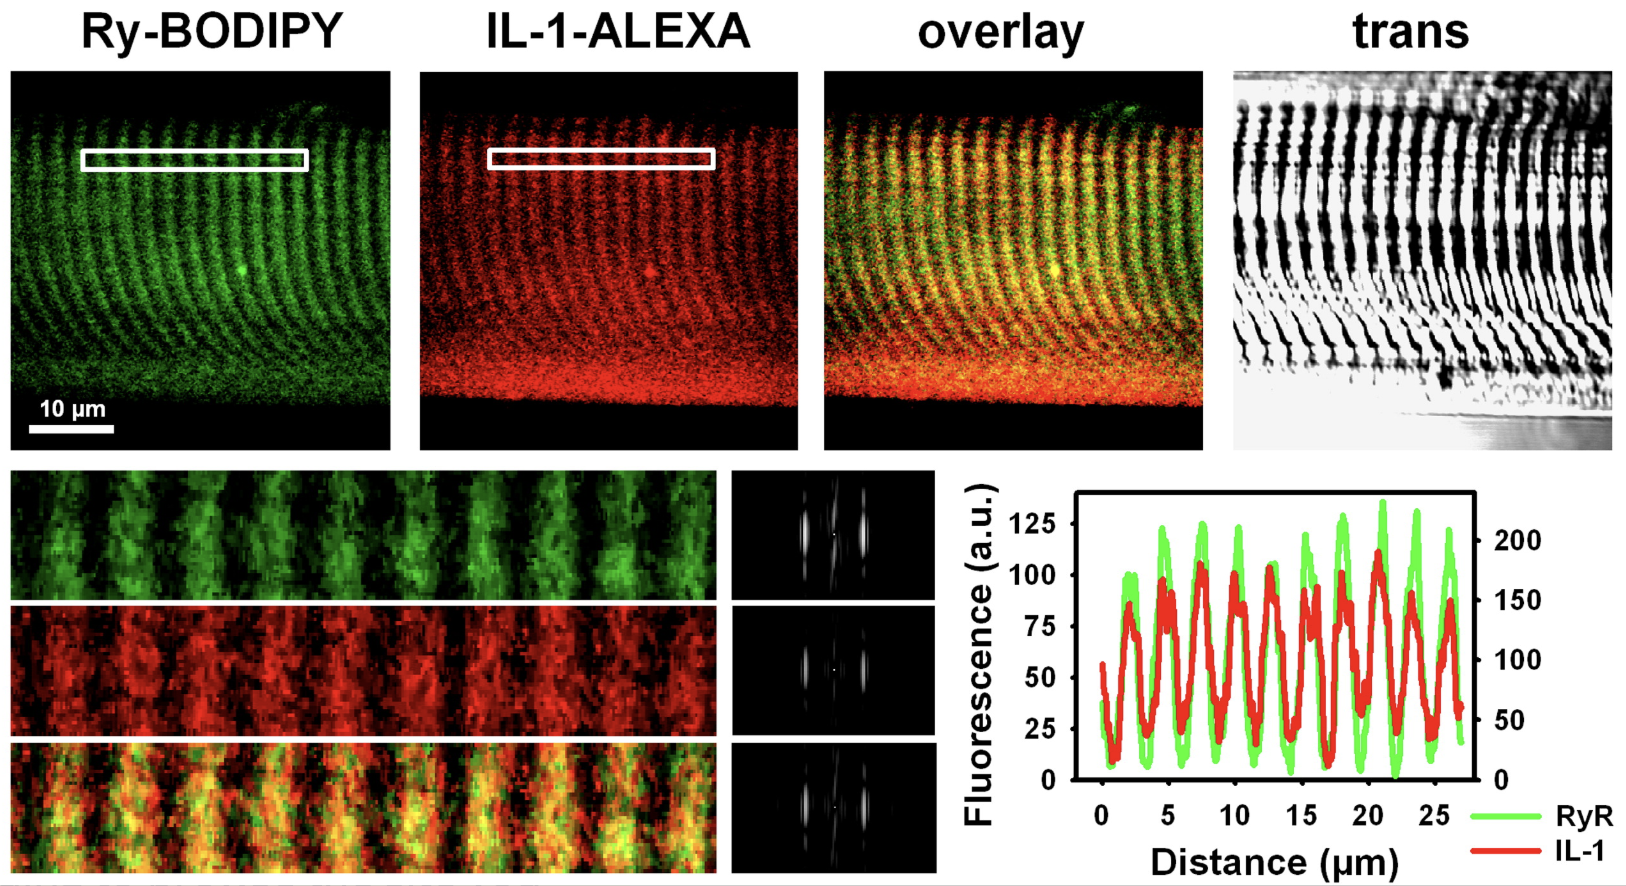 Ry-BODIPY IL-1-ALEXA overlay trans
10 µm
Fluorescence (a.u.)
125
100
75
50
25
0
200
150
100
50
0
0 5 10 15 20 25
Distance (µm)
RyR
IL-1